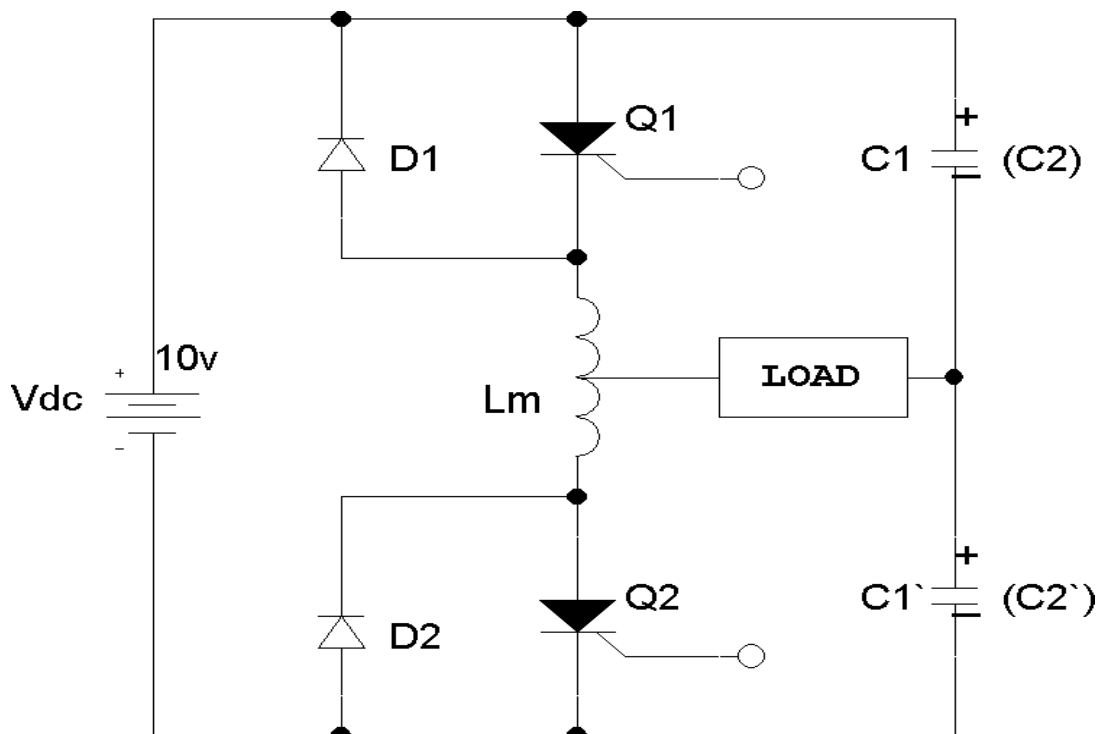 Q1
D1
+
C1 (C2)
−
10v
+
Vdc
−
Lm
LOAD
+
Q2
C1` (C2`)
−
D2